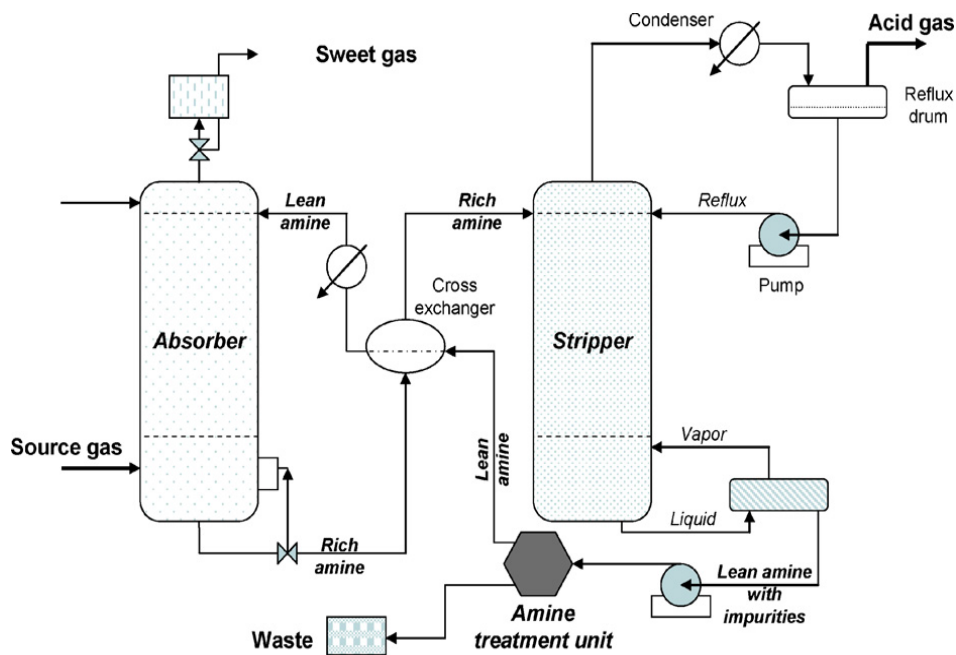 Condenser
Acid gas
Sweet gas
Reflux
drum
Lean
amine
Rich
amine
Reflux
Cross
exchanger
Pump
Absorber
Stripper
Source gas
Vapor
Lean
amine
Liquid
Rich
amine
Lean amine
with
impurities
Amine
treatment unit
Waste